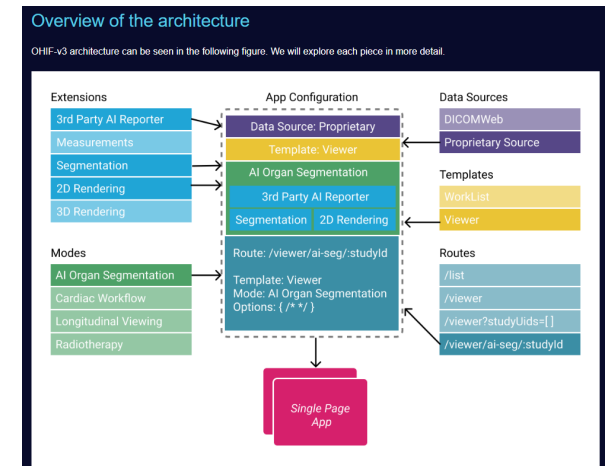 Overview of the architecture
OHIF-v3 architecture can be seen in the following figure. We will explore each piece in more detail.
Extensions
3rd Party AI Reporter
Measurements
Segmentation
2D Rendering
3D Rendering
Modes
AI Organ Segmentation
Cardiac Workflow
Longitudinal Viewing
Radiotherapy
App Configuration
Data Source: Proprietary
Template: Viewer
AI Organ Segmentation
3rd Party AI Reporter
Segmentation
2D Rendering
Route: /viewer/ai-seg/:studyId
Template: Viewer
Mode: AI Organ Segmentation
Options: { /* */ }
Single Page
App
Data Sources
DICOMWeb
Proprietary Source
Templates
WorkList
Viewer
Routes
/list
/viewer
/viewer?studyUids=[ ]
/viewer/ai-seg/:studyId